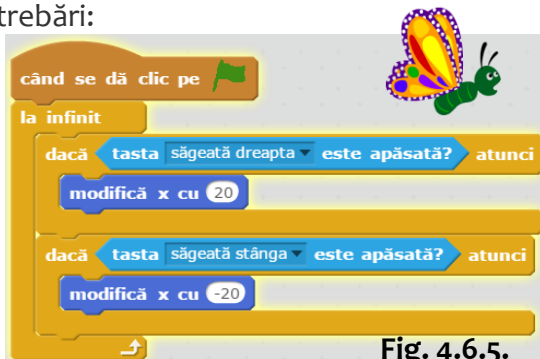 trebări:
când se dă clic pe
la infinit
dacă tasta săgeată dreapta este apăsată? atunci
modifică x cu 20
dacă tasta săgeată stânga este apăsată? atunci
modifică x cu -20
Fig. 4.6.5.